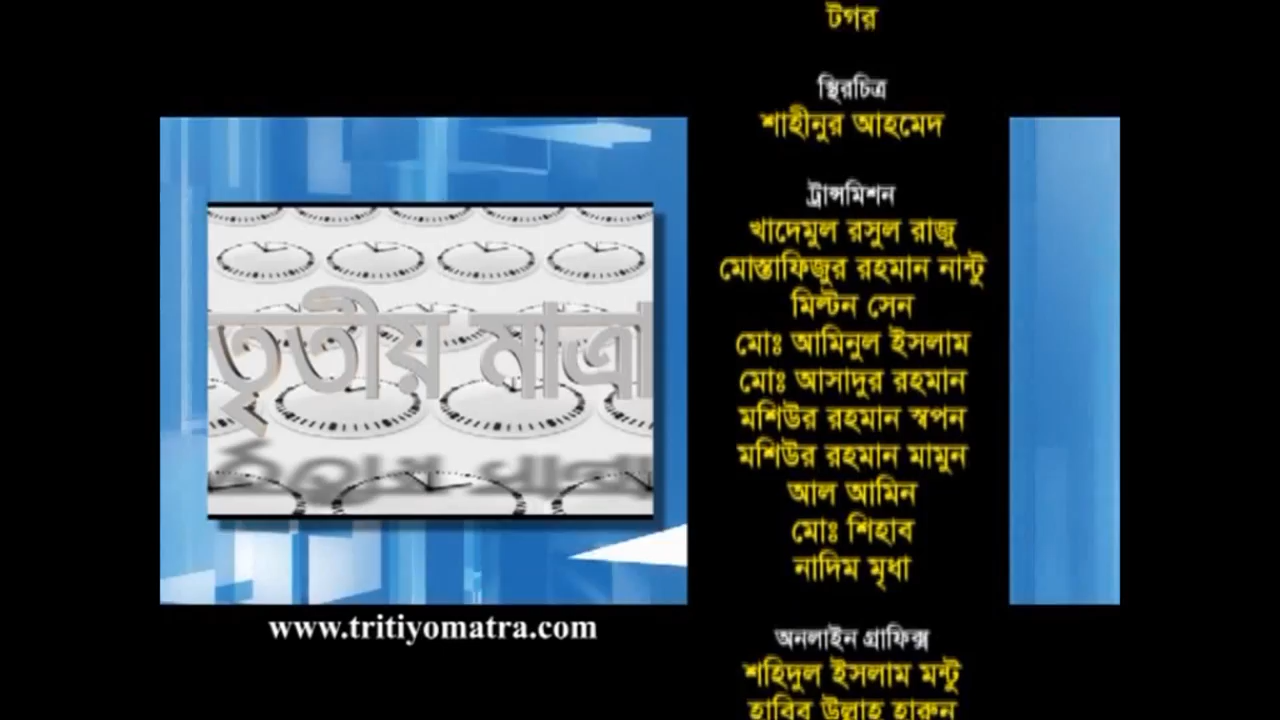 তৃতীয় মাত্রা
www.tritiyomatra.com
টগর
স্থিরচিত্র
শাহীনুর আহমেদ
ট্রান্সমিশন
খাদেমুল রসুল রাজু
মোস্তাফিজুর রহমান নান্টু
মিল্টন সেন
মোঃ আমিনুল ইসলাম
মোঃ আসাদুর রহমান
মশিউর রহমান স্বপন
মশিউর রহমান মামুন
আল আমিন
মোঃ শিহাব
নাদিম মৃধা
অনলাইন গ্রাফিক্স
শহিদুল ইসলাম মন্টু
হাবিব উল্লাহ হারুন